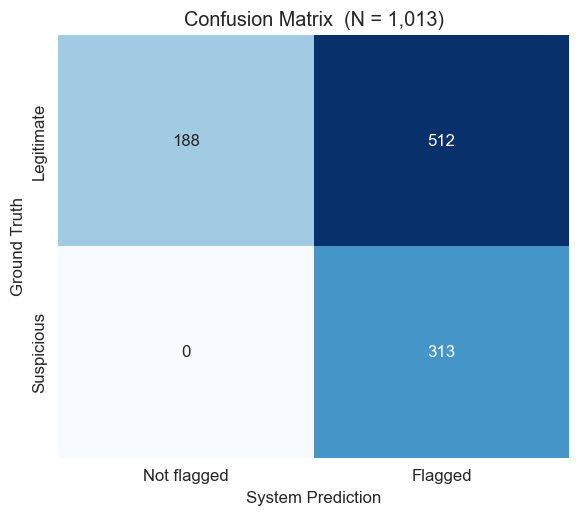 Confusion Matrix  (N = 1,013)
Ground Truth
Legitimate
188
512
Suspicious
0
313
Not flagged
Flagged
System Prediction